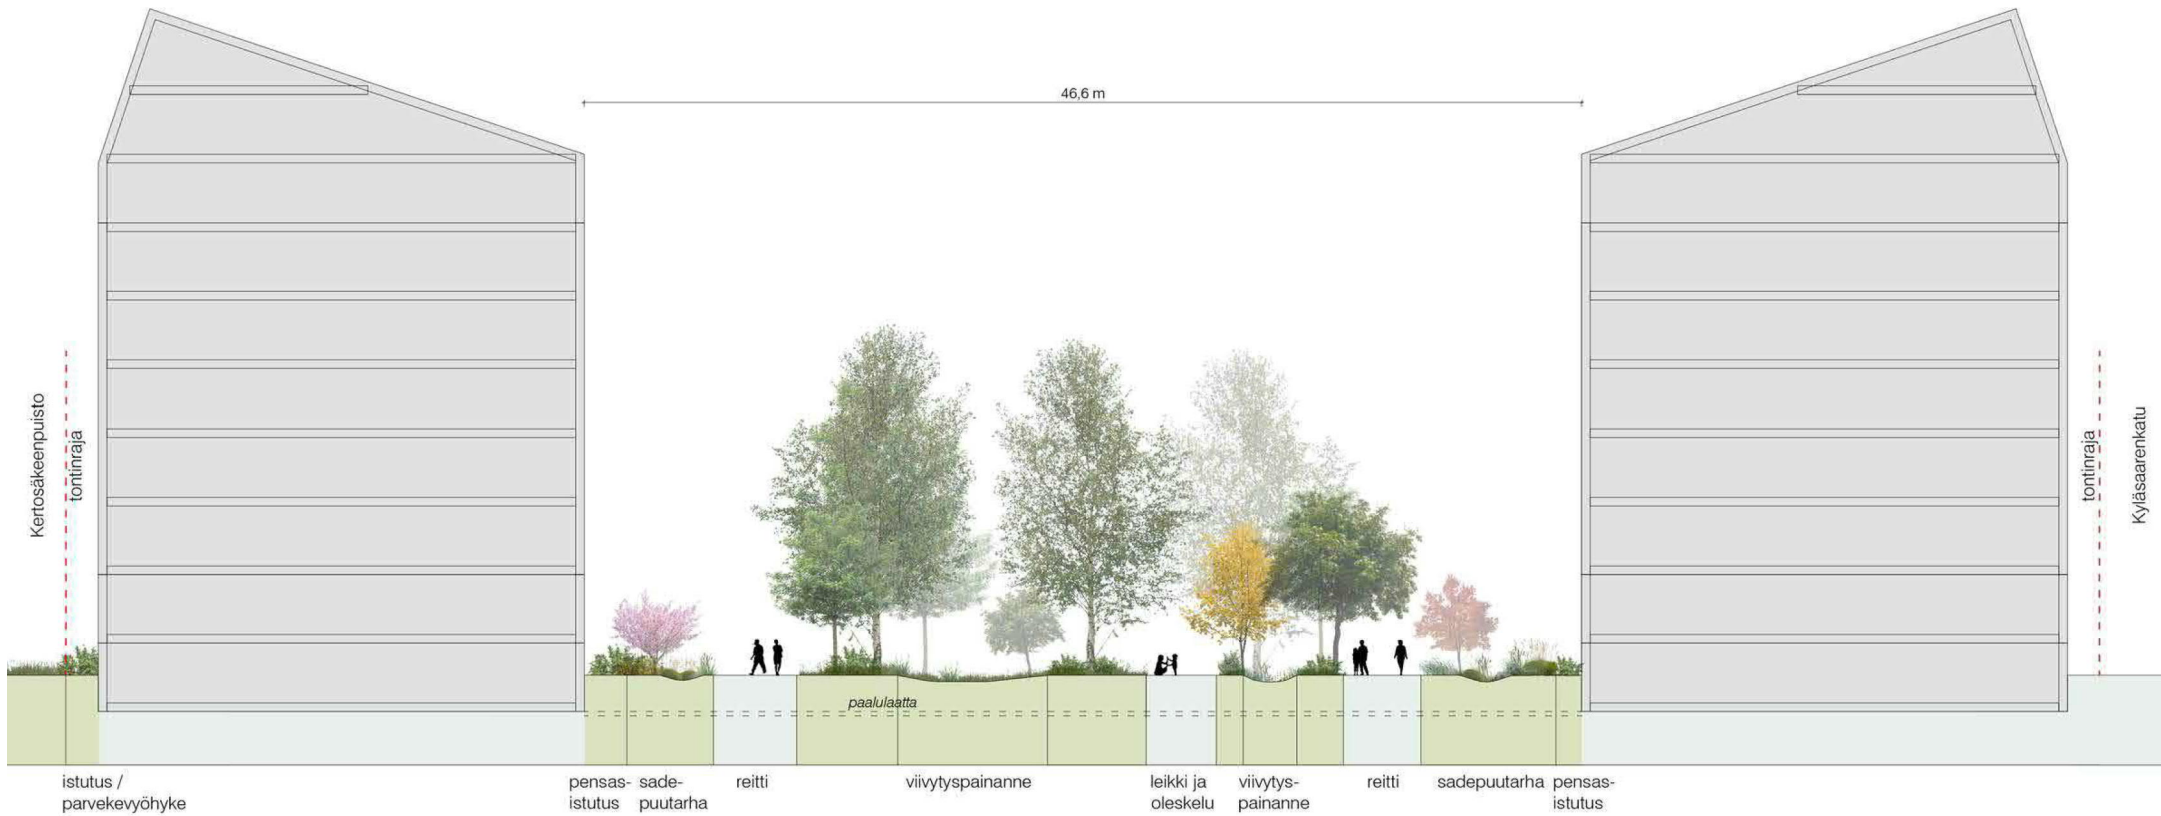 46,6 m
Kertosäkeenpuisto
tontinraja
tontinraja
Kyläsaarenkatu
paalulaatta
istutus /
parvekevyöhyke
pensas-
istutus
sade-
puutarha
reitti
viivytyspainanne
leikki ja
oleskelu
viivytys-
painanne
reitti
sadepuutarha
pensas-
istutus